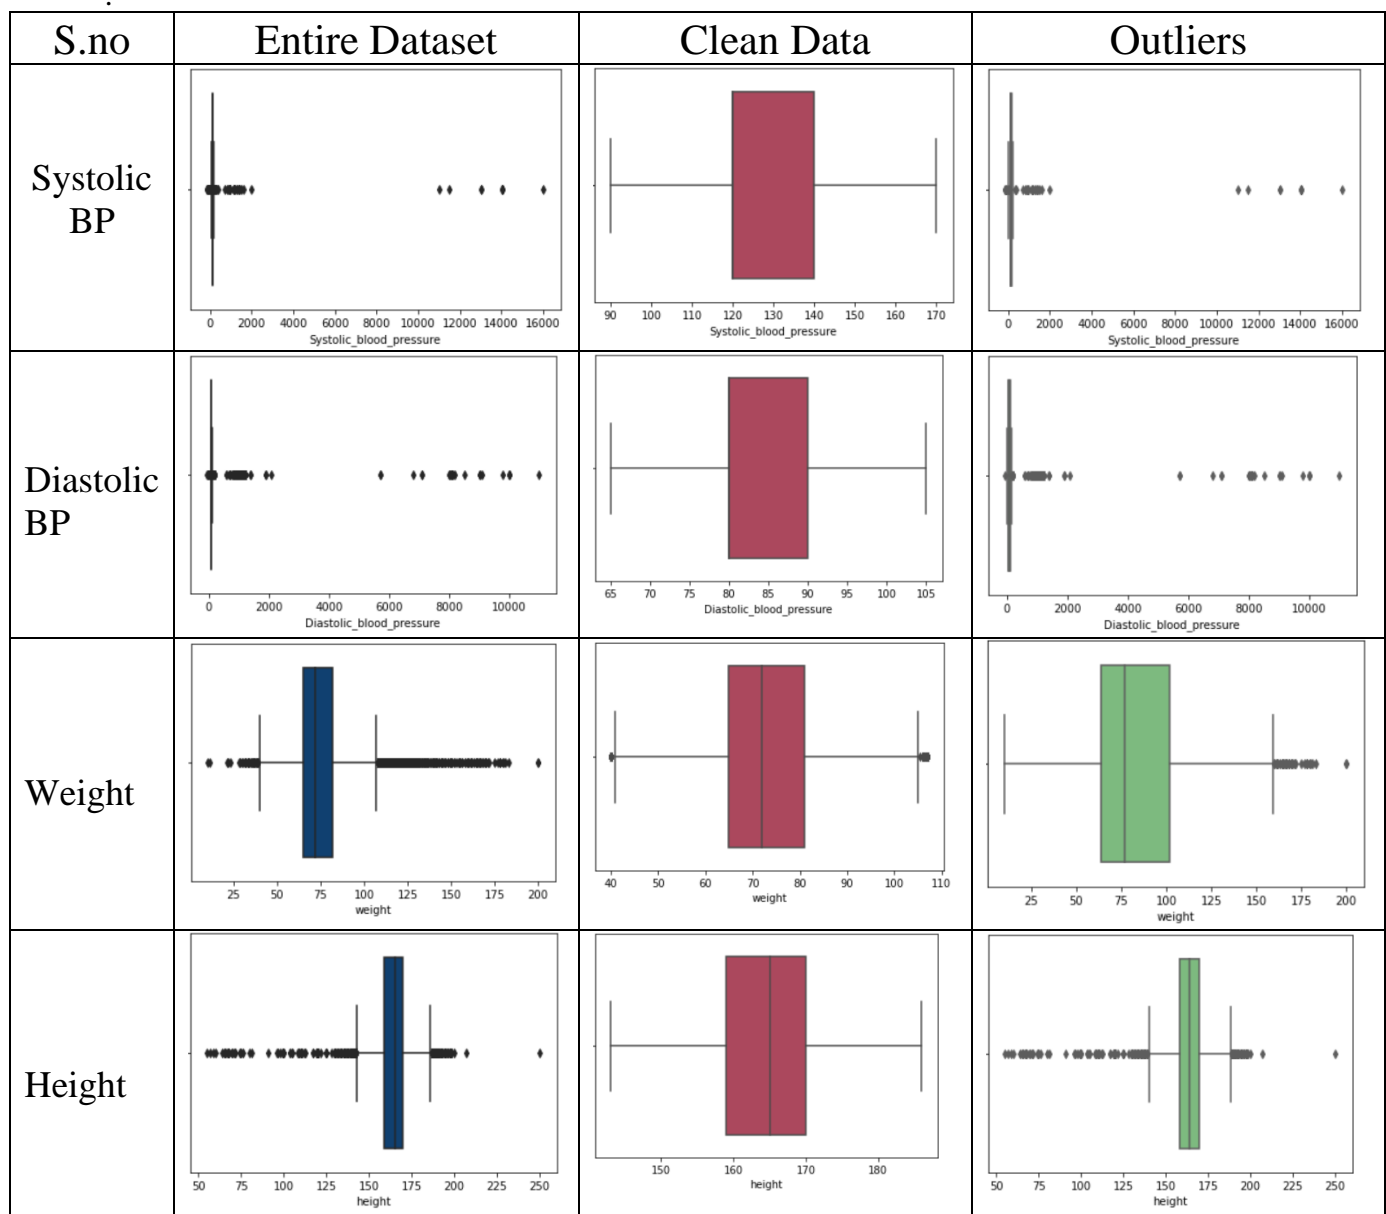 S.no Entire Dataset Clean Data Outliers
Systolic
BP
0 2000 4000 6000 8000 10000 12000 14000 16000
Systolic_blood_pressure
90 100 110 120 130 140 150 160 170
Systolic_blood_pressure
0 2000 4000 6000 8000 10000 12000 14000 16000
Systolic_blood_pressure
Diastolic
BP
0 2000 4000 6000 8000 10000
Diastolic_blood_pressure
65 70 75 80 85 90 95 100 105
Diastolic_blood_pressure
0 2000 4000 6000 8000 10000
Diastolic_blood_pressure
Weight
25 50 75 100 125 150 175 200
weight
40 50 60 70 80 90 100 110
weight
25 50 75 100 125 150 175 200
weight
Height
50 75 100 125 150 175 200 225 250
height
150 160 170 180
height
50 75 100 125 150 175 200 225 250
height